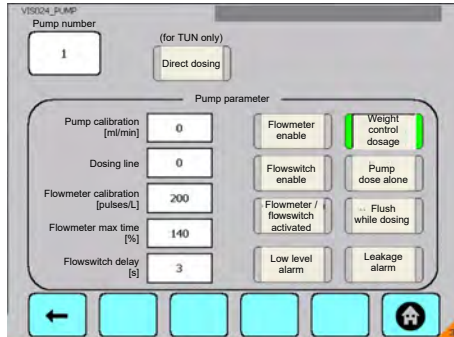 VIS024_PUMP
Pump number
1
(for TUN only)
Direct dosing
Pump parameter
Pump calibration
[ml/min]
0
Dosing line
0
Flowmeter calibration
[pulses/L]
200
Flowmeter max time
[%]
140
Flowswitch delay
[s]
3
Flowmeter
enable
Weight
control
dosage
Flowswitch
enable
Pump
dose alone
Flowmeter /
flowswitch
activated
Flush
while dosing
Low level
alarm
Leakage
alarm